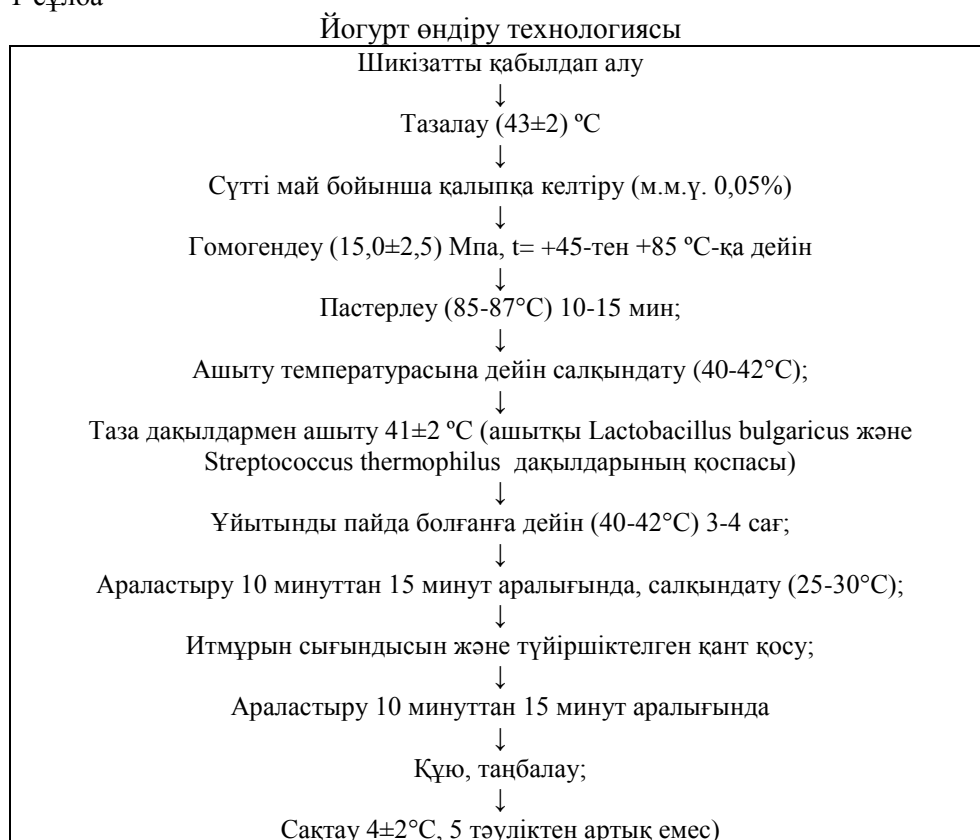 1 сұлба
Йогурт өндіру технологиясы
Шикізатты қабылдап алу
↓
Тазалау (43±2) ºС
↓
Сүтті май бойынша қалыпқа келтіру (м.м.ү. 0,05%)
↓
Гомогендеу (15,0±2,5) Мпа, t= +45-тен +85 ºС-қа дейін
↓
Пастерлеу (85-87°С) 10-15 мин;
↓
Ашыту температурасына дейін салқындату (40-42°С);
↓
Таза дақылдармен ашыту 41±2 ºС (ашытқы Lactobacillus bulgaricus және
Streptococcus thermophilus дақылдарының қоспасы)
↓
Ұйытынды пайда болғанға дейін (40-42°С) 3-4 сағ;
↓
Араластыру 10 минуттан 15 минут аралығында, салқындату (25-30°С);
↓
Итмұрын сығындысын және түйіршіктелген қант қосу;
↓
Араластыру 10 минуттан 15 минут аралығында
↓
Құю, таңбалау;
↓
Сақтау 4±2°С, 5 тәуліктен артық емес)